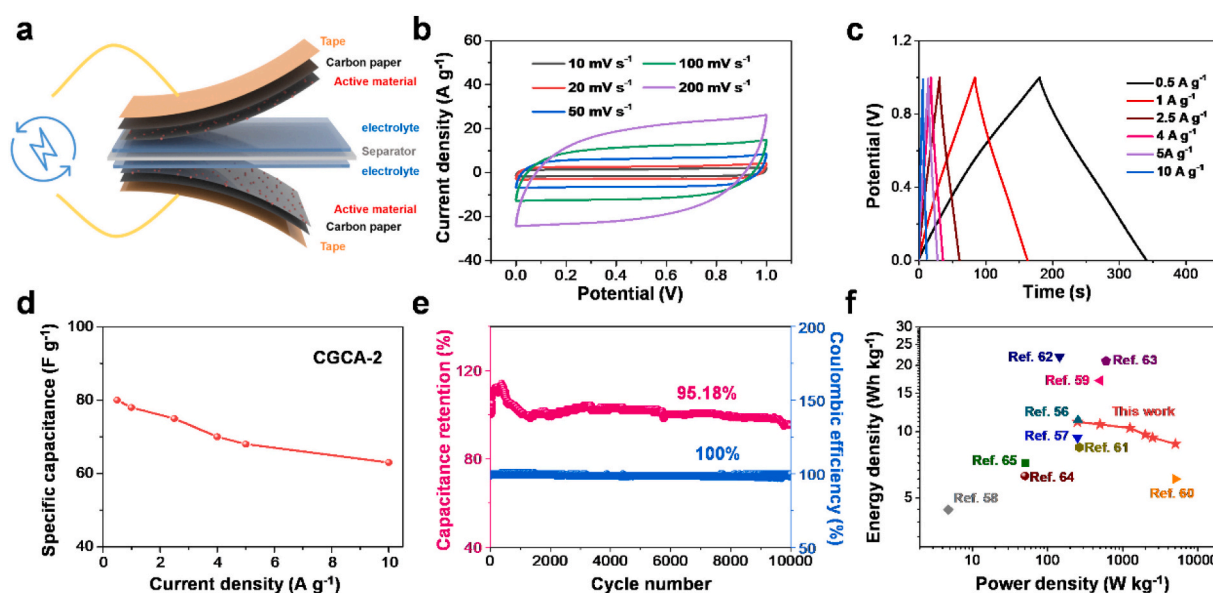 a
Tape
Carbon paper
Active material
electrolyte
Separator
electrolyte
Active material
Carbon paper
Tape
b
Current density (A g⁻¹)
60
40
20
0
-20
-40
10 mV s⁻¹
100 mV s⁻¹
20 mV s⁻¹
200 mV s⁻¹
50 mV s⁻¹
0.0
0.2
0.4
0.6
0.8
1.0
Potential (V)
c
Potential (V)
1.2
0.8
0.4
0.0
0.5 A g⁻¹
1 A g⁻¹
2.5 A g⁻¹
4 A g⁻¹
5A g⁻¹
10 A g⁻¹
0
100
200
300
400
Time (s)
d
Specific capacitance (F g⁻¹)
100
80
60
40
CGCA-2
0
2
4
6
8
10
Current density (A g⁻¹)
e
Capacitance retention (%)
120
80
40
95.18%
100%
200
150
100
50
Coulombic efficiency (%)
0
2000
4000
6000
8000
10000
Cycle number
f
Energy density (Wh kg⁻¹)
30
25
20
15
10
5
Ref. 62
Ref. 63
Ref. 59
Ref. 56
This work
Ref. 57
Ref. 61
Ref. 65
Ref. 64
Ref. 60
Ref. 58
10
100
1000
10000
Power density (W kg⁻¹)